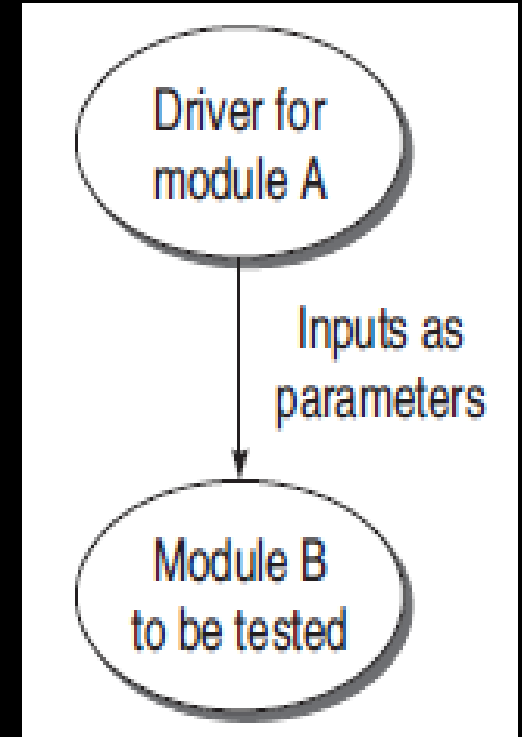 Driver for
module A
Inputs as
parameters
Module B
to be tested